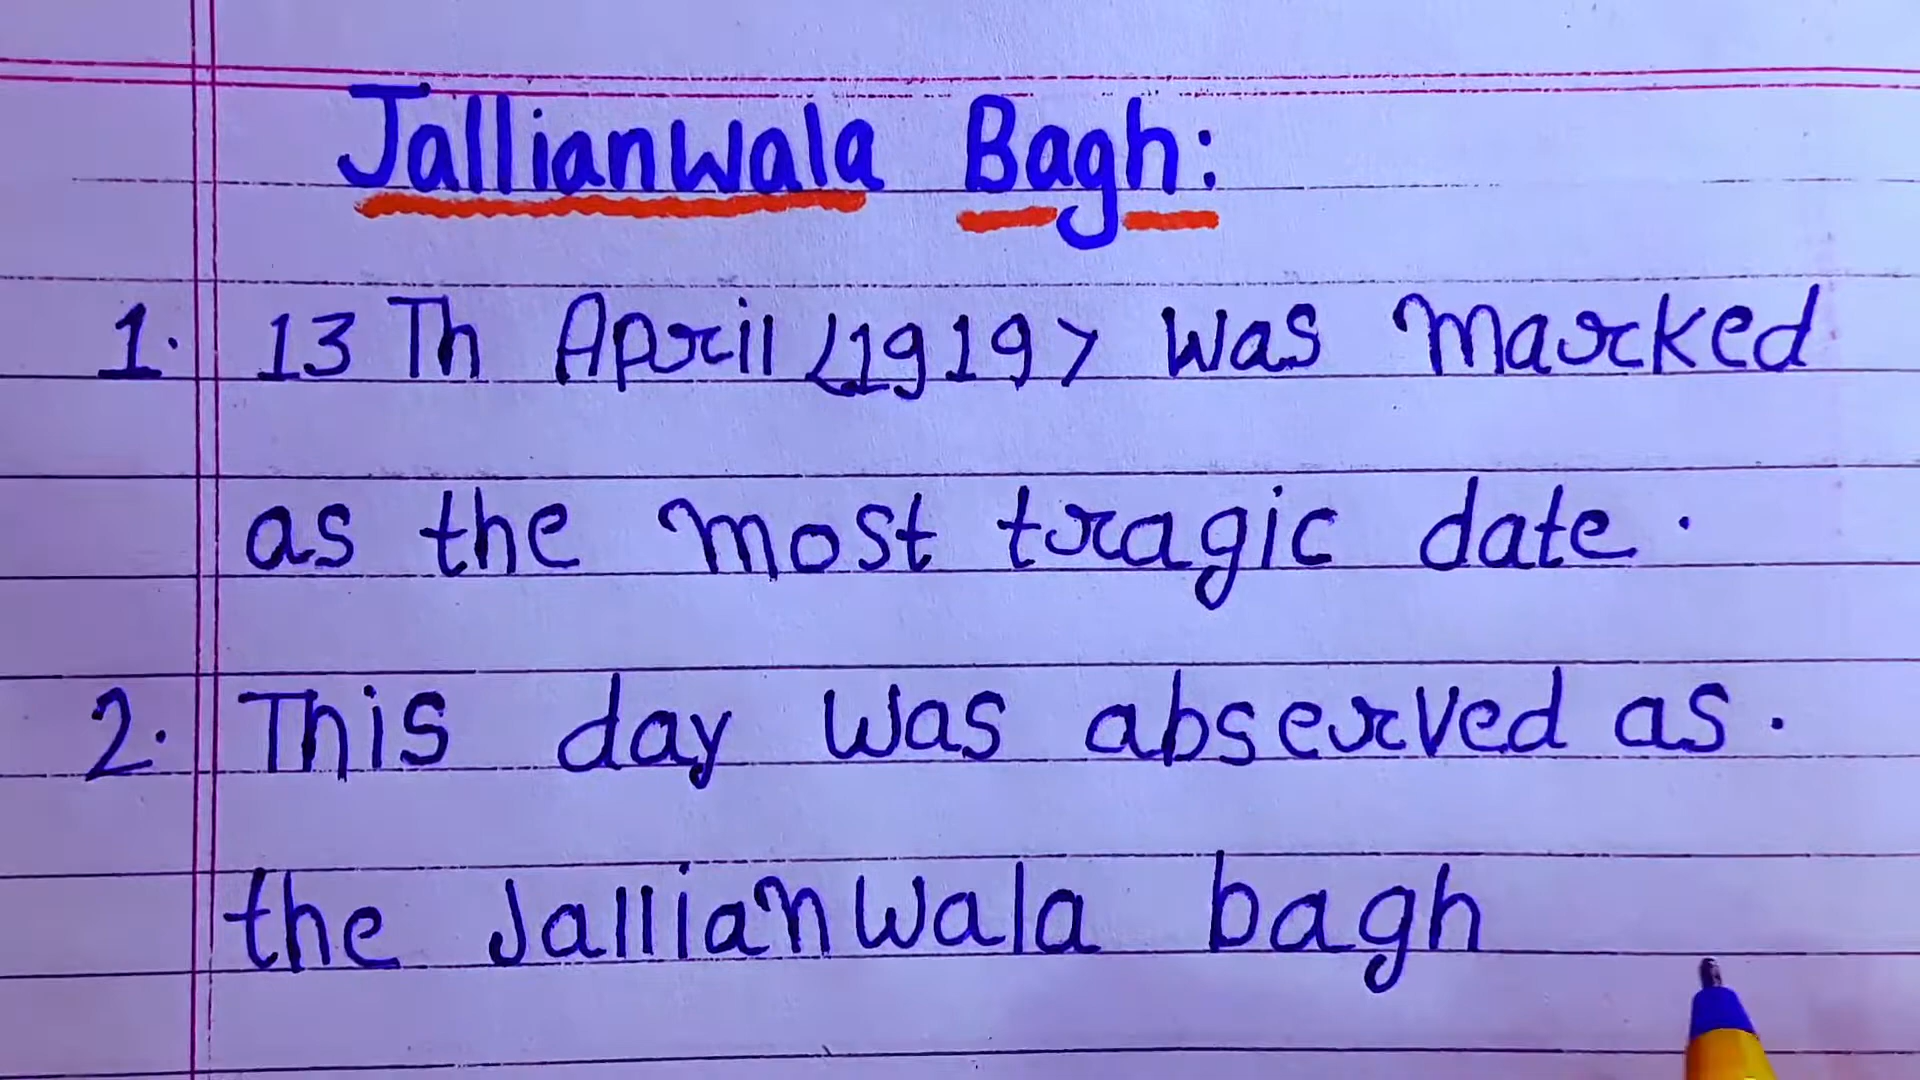 Jallianwala Bagh:
1. 13 Th April <1919> was marked
as the most tragic date.
2. This day was abserved as.
the Jallianwala bagh